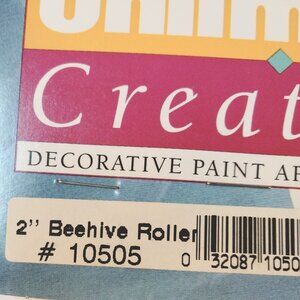 Creat
DECORATIVE PAINT AP
2'' Beehive Roller
# 10505
0 32087 1050